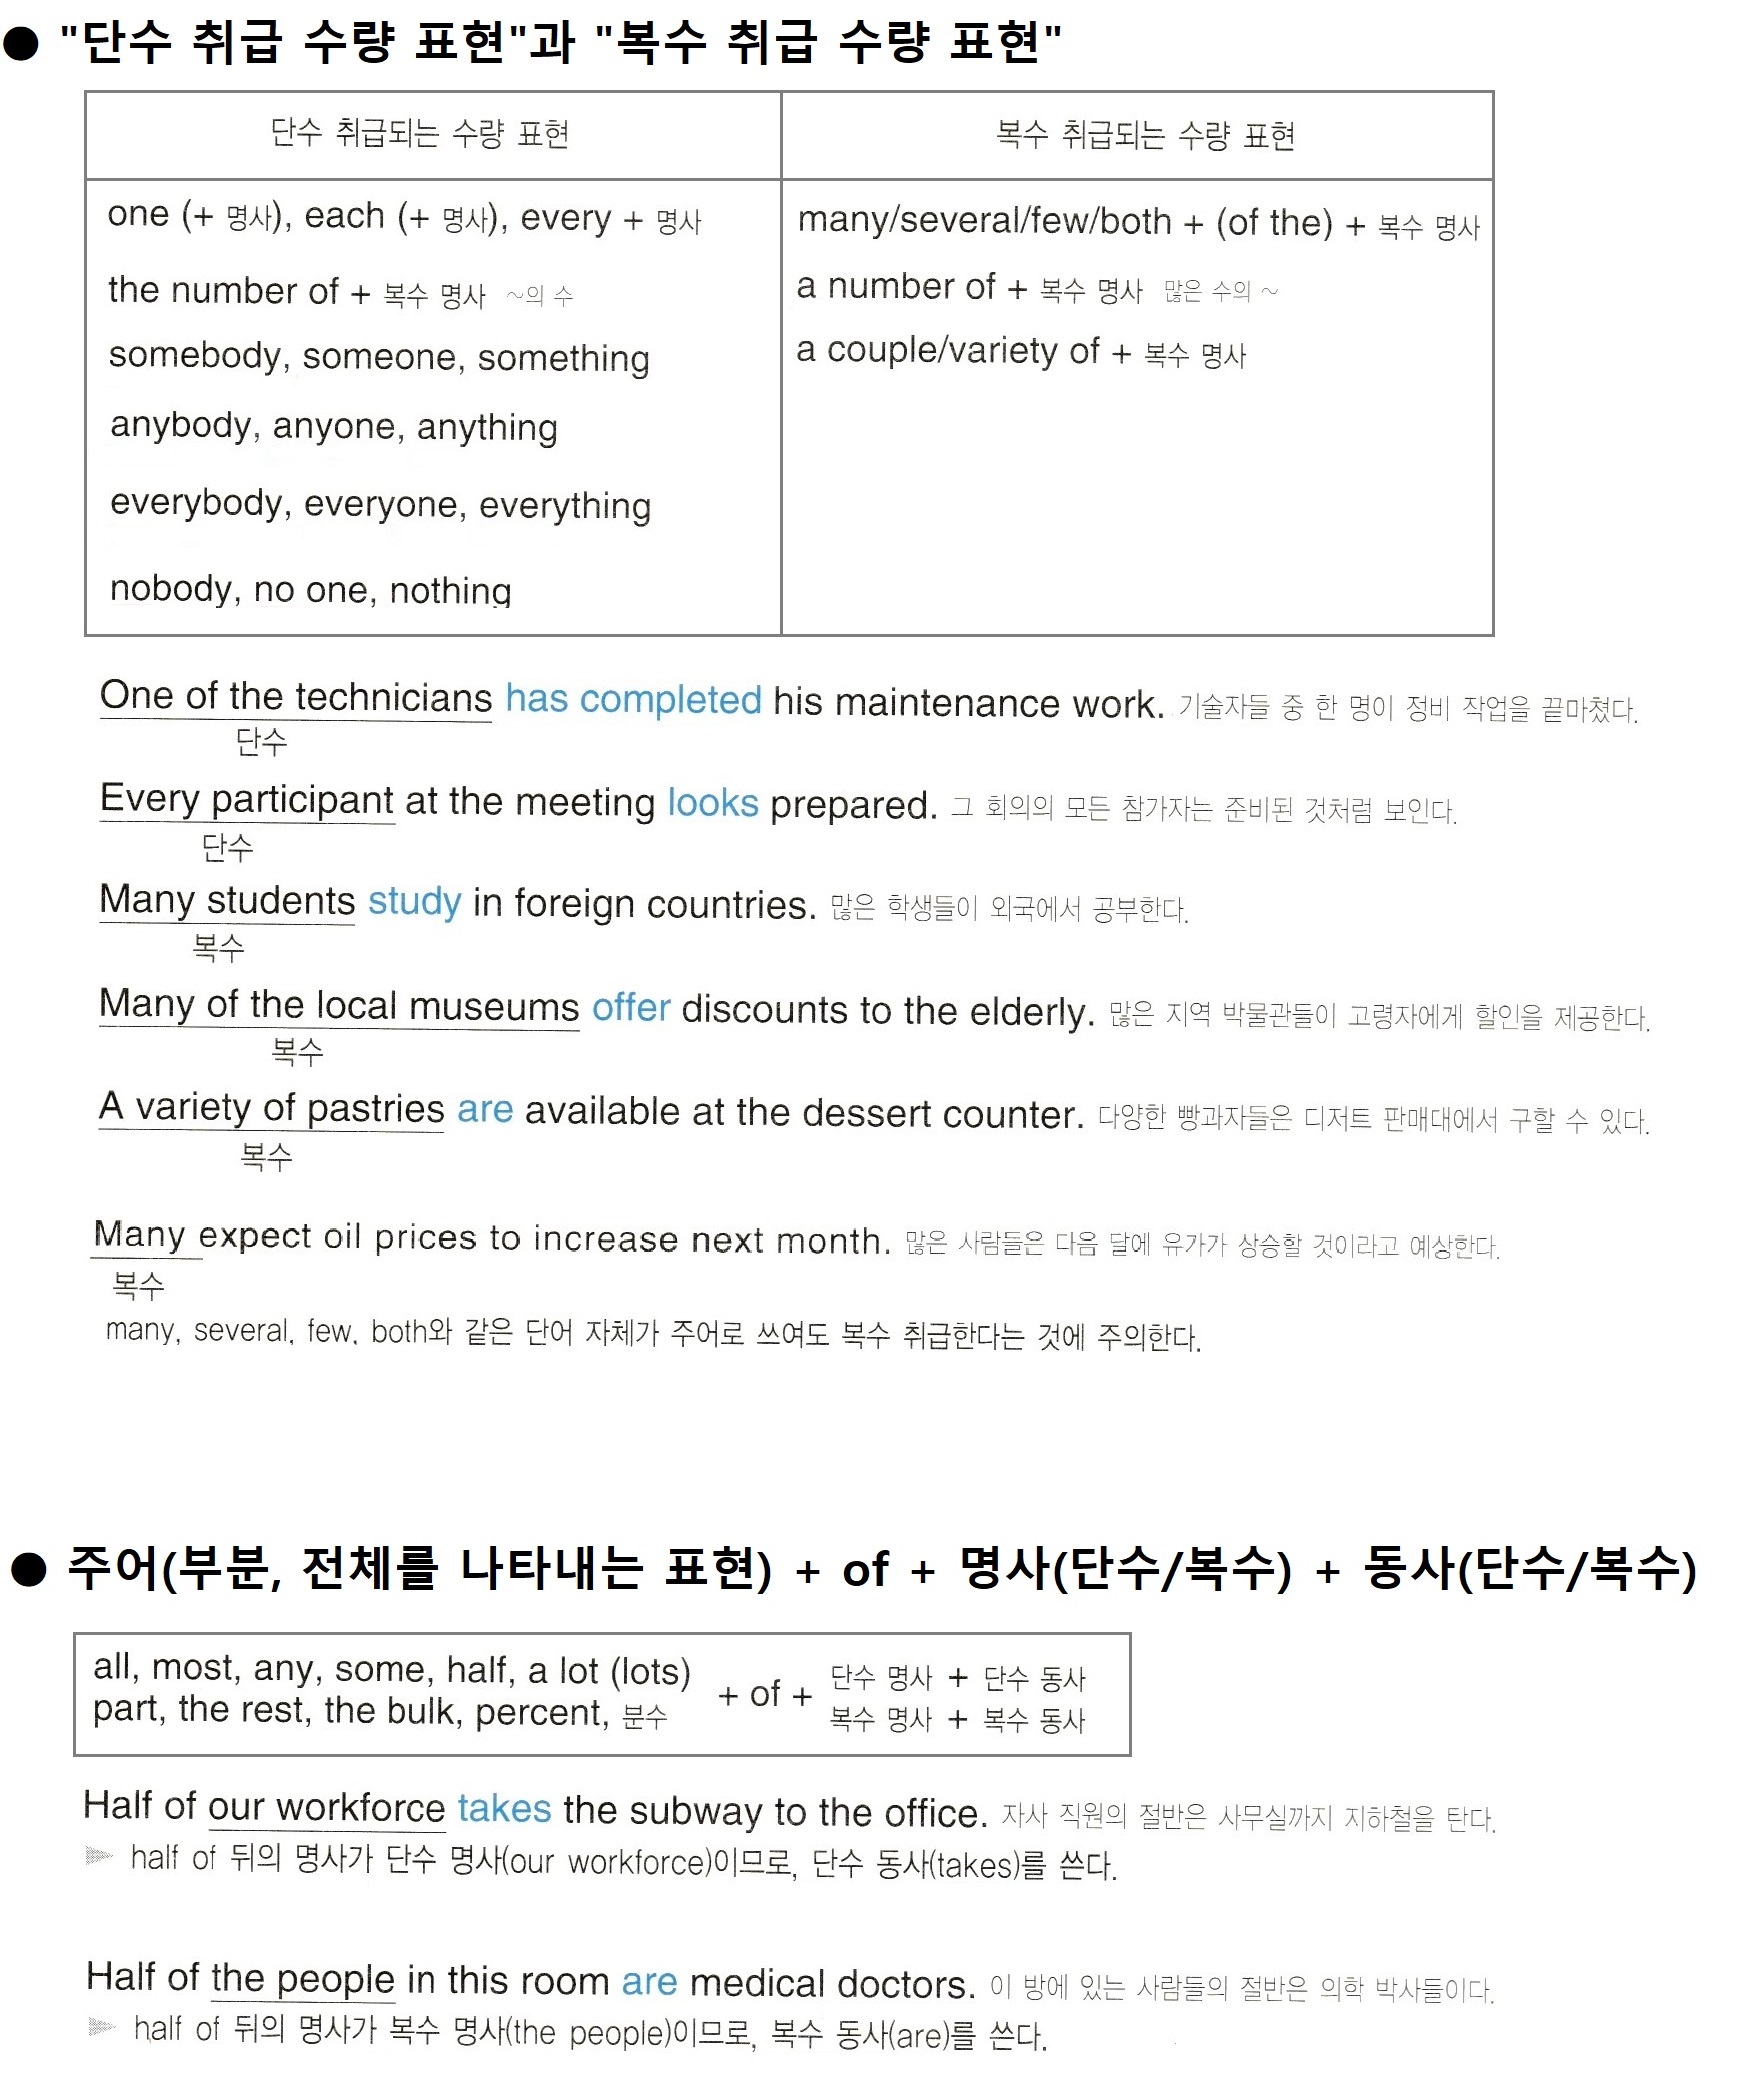 ● "단수 취급 수량 표현"과 "복수 취급 수량 표현"
단수 취급되는 수량 표현
복수 취급되는 수량 표현
one (+ 명사), each (+ 명사), every + 명사
the number of + 복수 명사 ~의 수
somebody, someone, something
anybody, anyone, anything
everybody, everyone, everything
nobody, no one, nothing
many/several/few/both + (of the) + 복수 명사
a number of + 복수 명사 많은 수의 ~
a couple/variety of + 복수 명사
One of the technicians has completed his maintenance work. 기술자들 중 한 명이 정비 작업을 끝마쳤다.
단수
Every participant at the meeting looks prepared. 그 회의의 모든 참가자는 준비된 것처럼 보인다.
단수
Many students study in foreign countries. 많은 학생들이 외국에서 공부한다.
복수
Many of the local museums offer discounts to the elderly. 많은 지역 박물관들이 고령자에게 할인을 제공한다.
복수
A variety of pastries are available at the dessert counter. 다양한 빵과자들은 디저트 판매대에서 구할 수 있다.
복수
Many expect oil prices to increase next month. 많은 사람들은 다음 달에 유가가 상승할 것이라고 예상한다.
복수
many, several, few, both와 같은 단어 자체가 주어로 쓰여도 복수 취급한다는 것에 주의한다.
● 주어(부분, 전체를 나타내는 표현) + of + 명사(단수/복수) + 동사(단수/복수)
all, most, any, some, half, a lot (lots)
part, the rest, the bulk, percent, 분수
+ of +
단수 명사 + 단수 동사
복수 명사 + 복수 동사
Half of our workforce takes the subway to the office. 자사 직원의 절반은 사무실까지 지하철을 탄다.
▶ half of 뒤의 명사가 단수 명사(our workforce)이므로, 단수 동사(takes)를 쓴다.
Half of the people in this room are medical doctors. 이 방에 있는 사람들의 절반은 의학 박사들이다.
▶ half of 뒤의 명사가 복수 명사(the people)이므로, 복수 동사(are)를 쓴다.